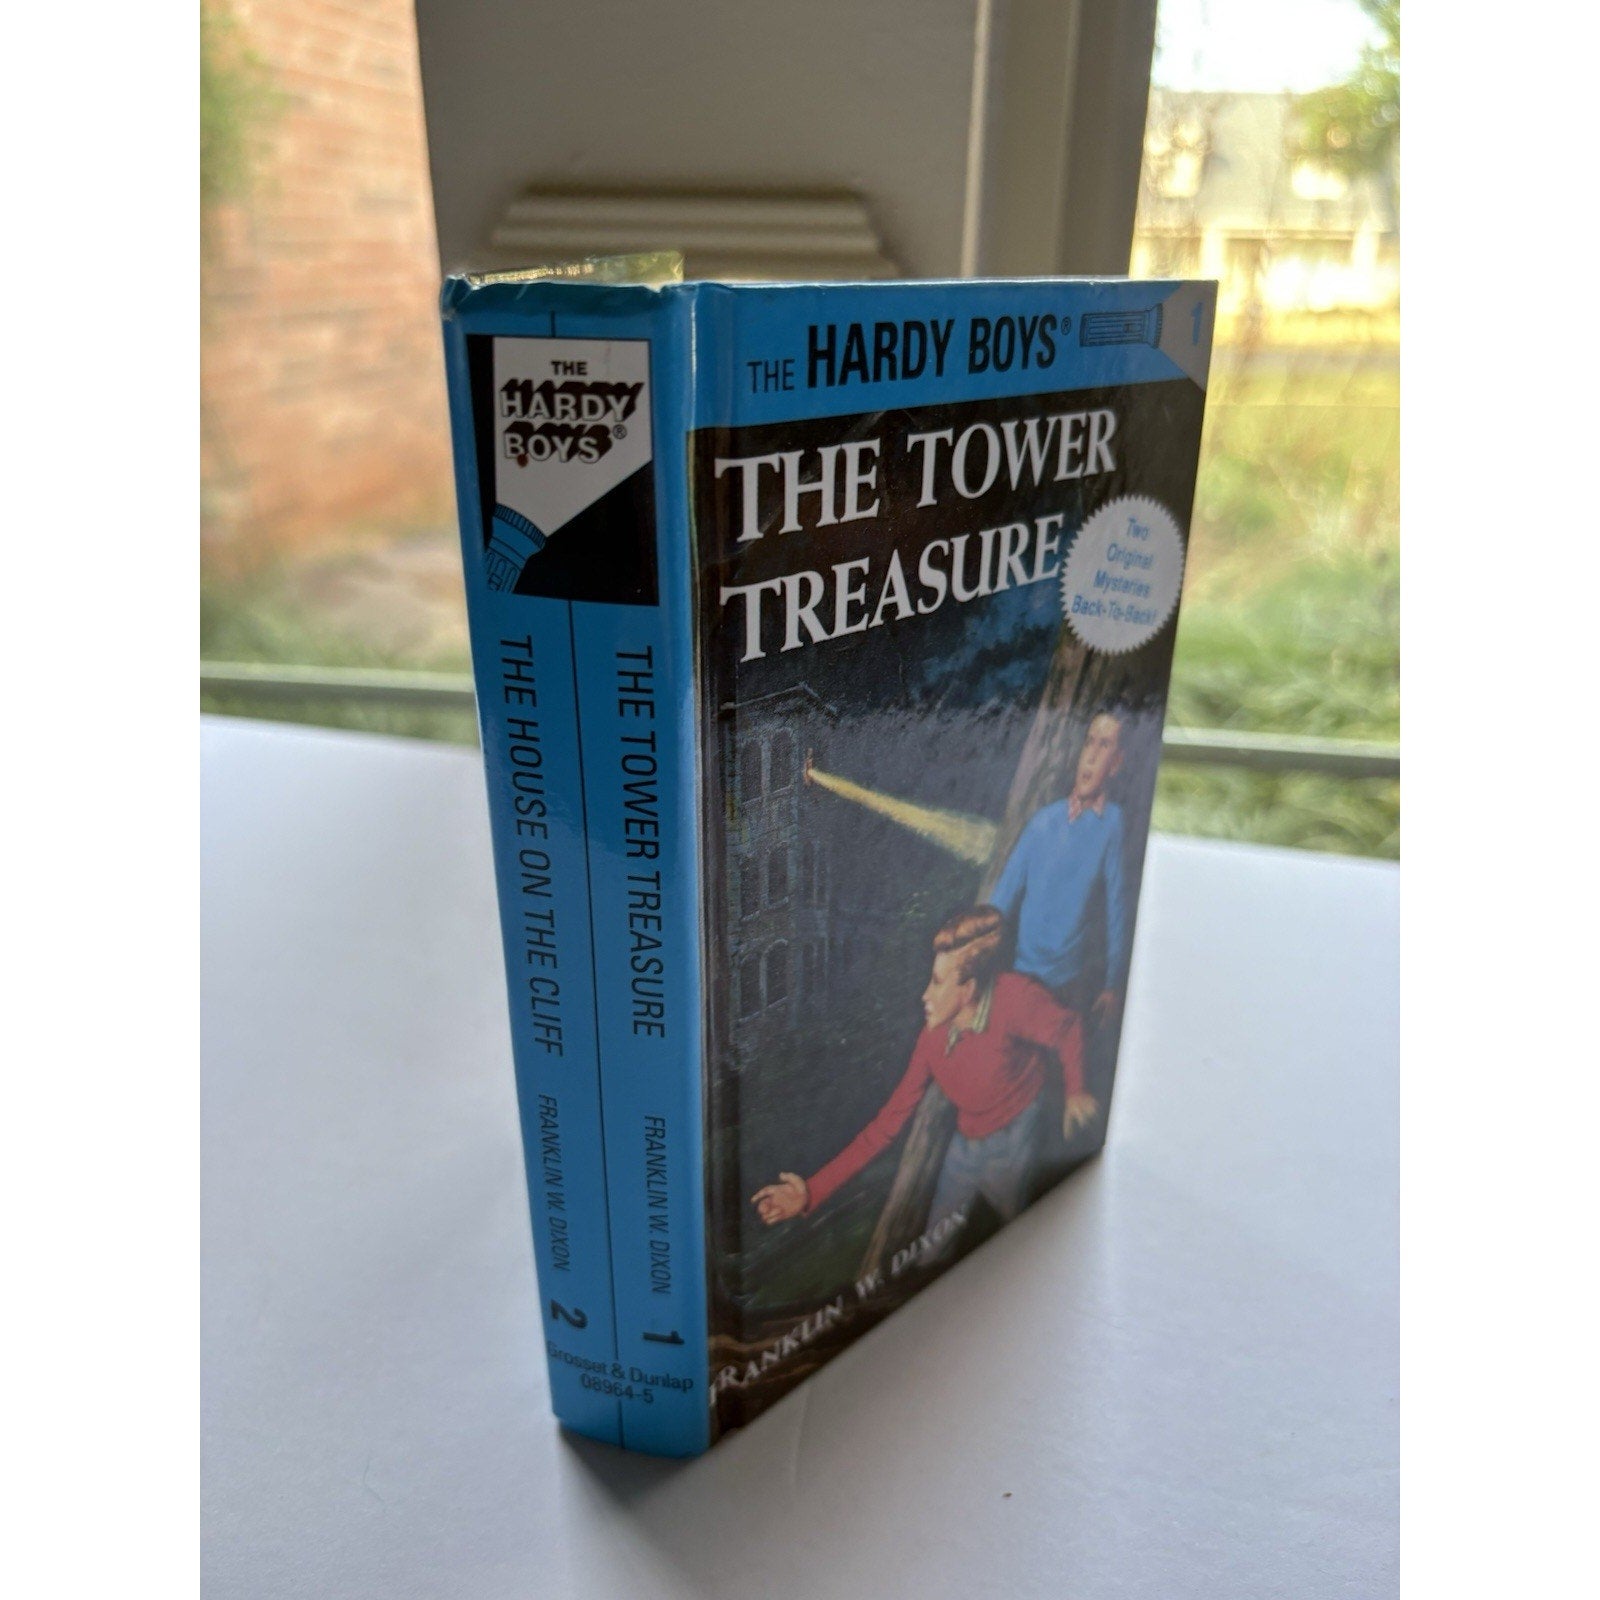 THE
HARDY
BOYS®
THE HOUSE ON THE CLIFF
FRANKLIN W. DIXON
2
THE TOWER TREASURE
FRANKLIN W. DIXON
1
Grosset & Dunlap
08964-5
THE HARDY BOYS®
1
THE TOWER
TREASURE
Two
Original
Mysteries
Back-To-Back!
FRANKLIN W. DIXON